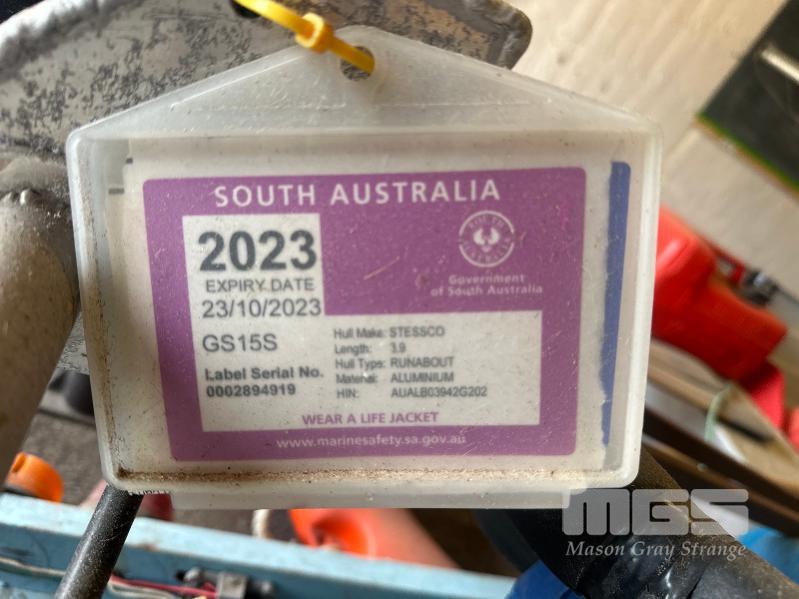 SOUTH AUSTRALIA
2023
EXPIRY DATE
23/10/2023
GS15S
Label Serial No.
0002894919
Government
of South Australia
Hull Make: STESSCO
Length: 3.9
Hull Type: RUNABOUT
Material: ALUMINIUM
HIN: AUALB03942G202
WEAR A LIFE JACKET
www.marinesafety.sa.gov.au
MGS
Mason Gray Strange